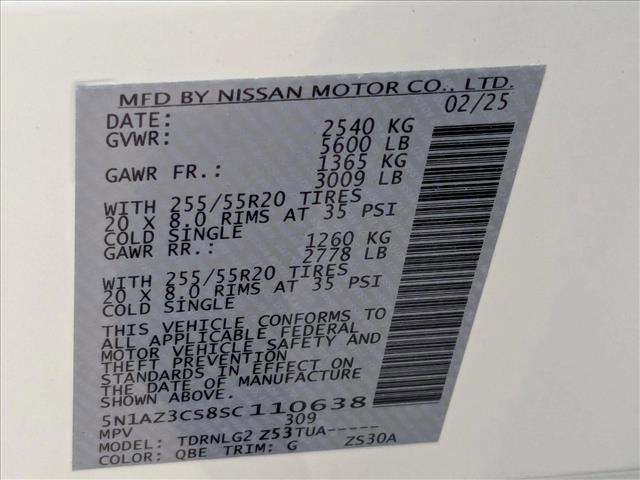 MFD BY NISSAN MOTOR CO., LTD.
DATE: 02/25
GVWR: 2540 KG
5600 LB
GAWR FR.: 1365 KG
3009 LB
WITH 255/55R20 TIRES
20 X 8.0 RIMS AT 35 PSI
COLD SINGLE
GAWR RR.: 1260 KG
2778 LB
WITH 255/55R20 TIRES
20 X 8.0 RIMS AT 35 PSI
COLD SINGLE
THIS VEHICLE CONFORMS TO
ALL APPLICABLE FEDERAL
MOTOR VEHICLE SAFETY AND
THEFT PREVENTION
STANDARDS IN EFFECT ON
THE DATE OF MANUFACTURE
SHOWN ABOVE.
5N1AZ3CS8SC110638
MPV 309
MODEL: TDRNLG2 Z53TUA-----
COLOR: QBE TRIM: G ZS30A